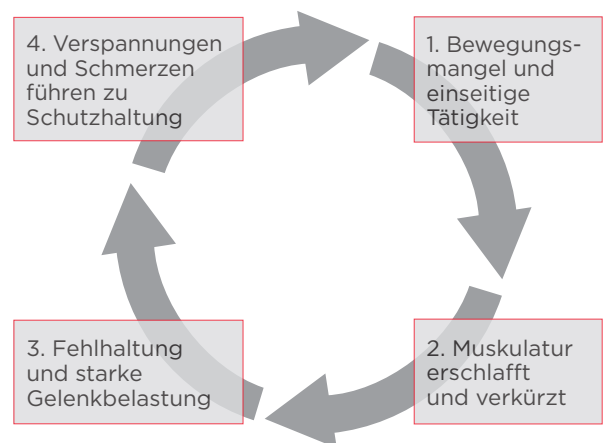 1. Bewegungs-
mangel und
einseitige
Tätigkeit
2. Muskulatur
erschlafft
und verkürzt
3. Fehlhaltung
und starke
Gelenkbelastung
4. Verspannungen
und Schmerzen
führen zu
Schutzhaltung